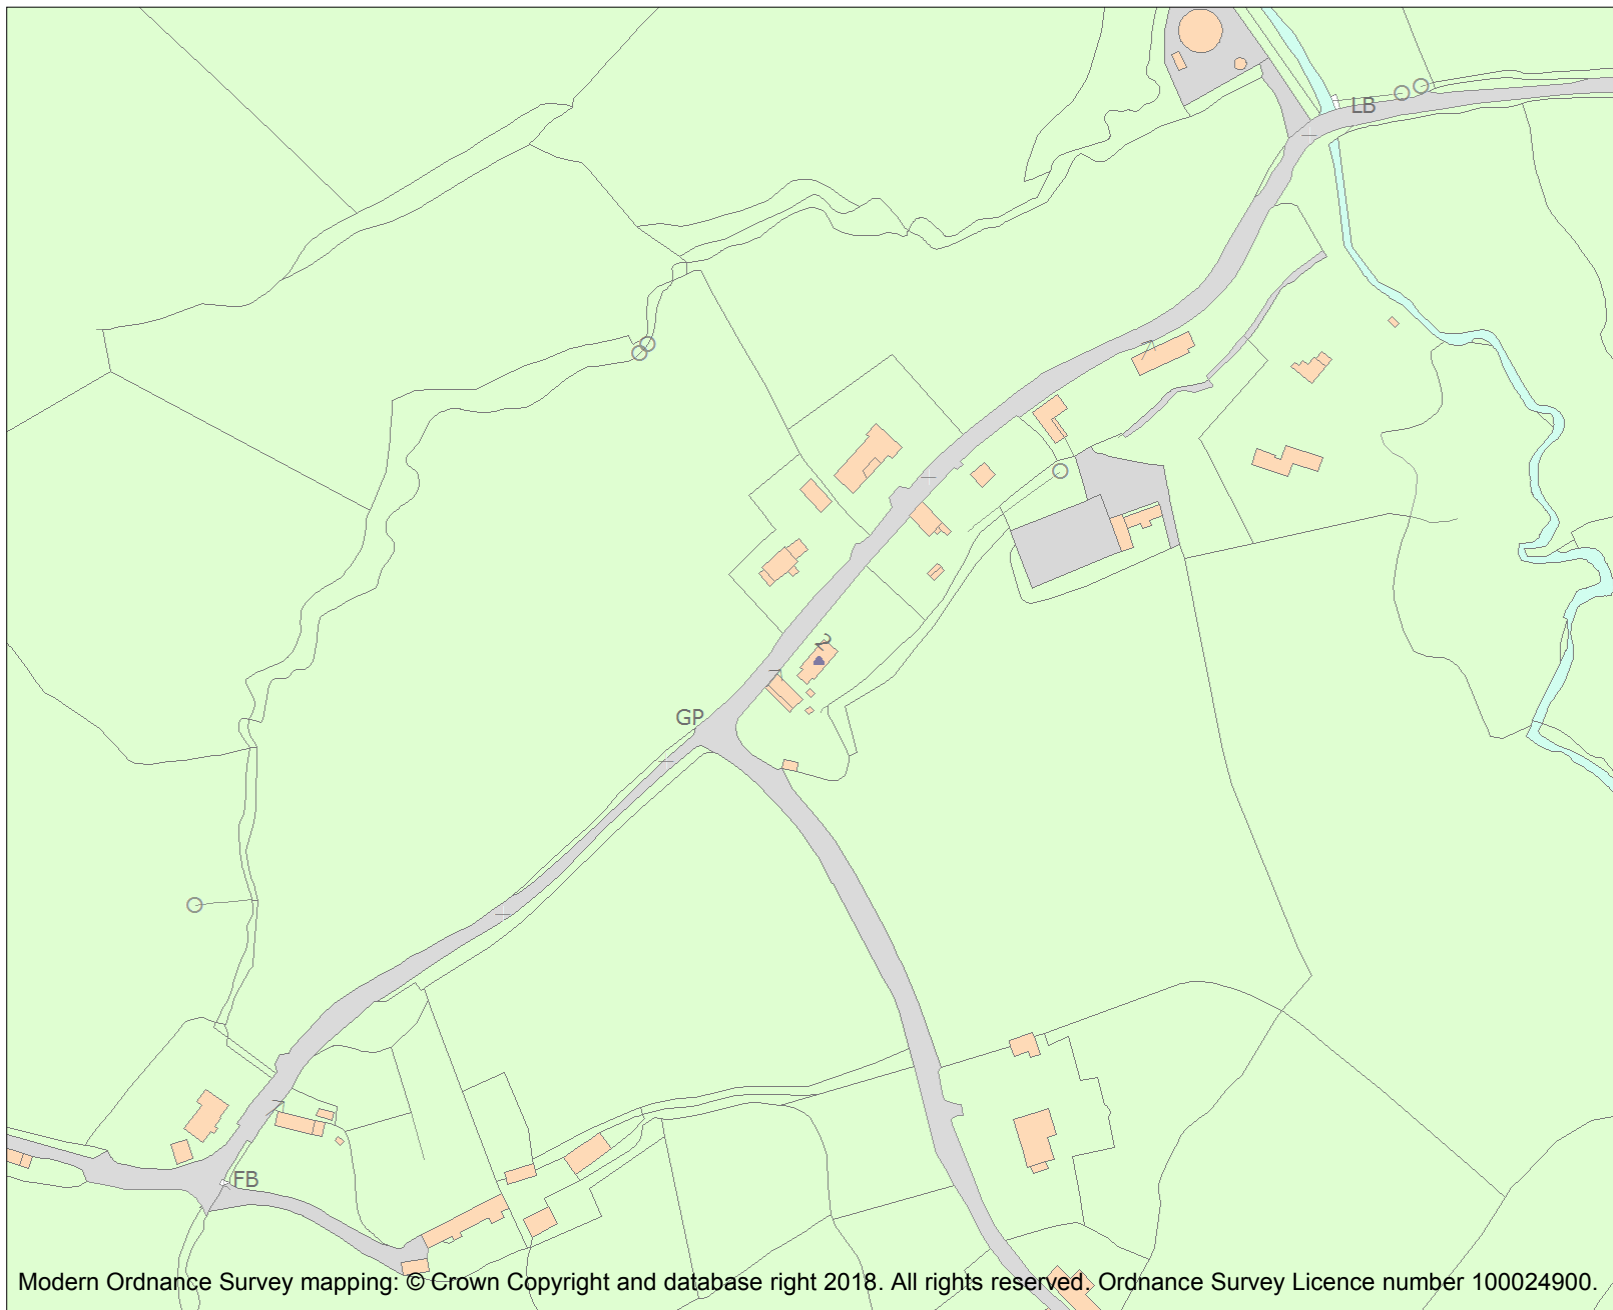 LB
2
GP
FB
Modern Ordnance Survey mapping: © Crown Copyright and database right 2018. All rights reserved. Ordnance Survey Licence number 100024900.